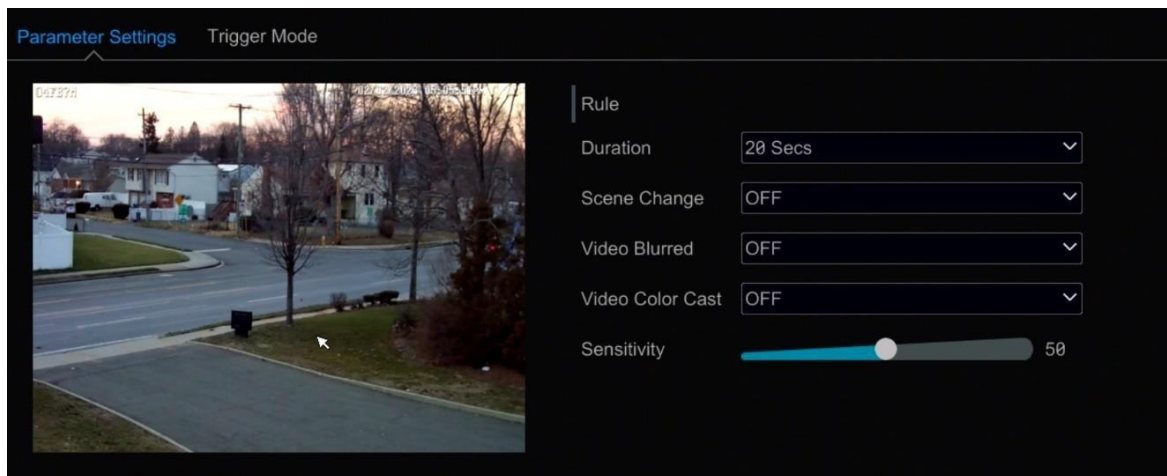 Parameter Settings Trigger Mode
Rule
Duration 20 Secs
Scene Change OFF
Video Blurred OFF
Video Color Cast OFF
Sensitivity 50